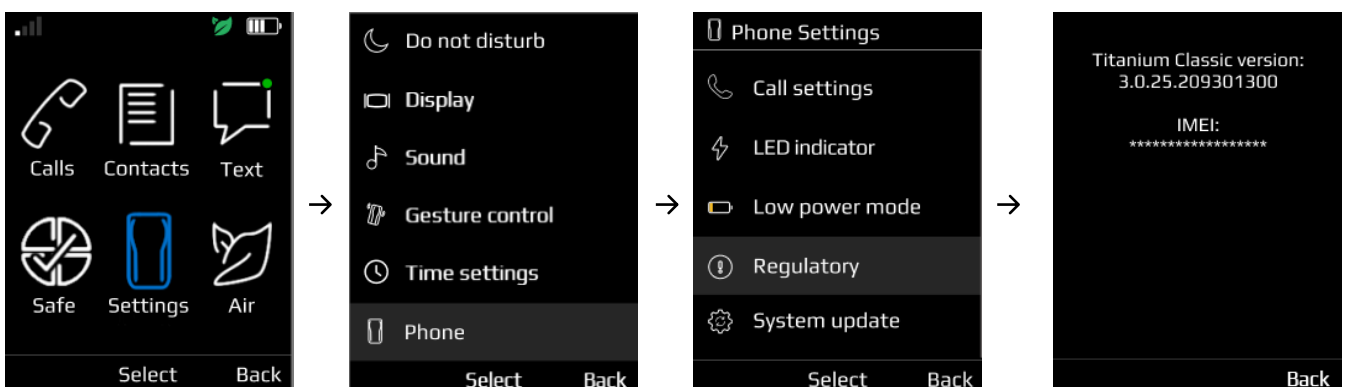 Calls Contacts Text
Safe Settings Air
Select Back
→
Do not disturb
Display
Sound
Gesture control
Time settings
Phone
Select Back
→
Phone Settings
Call settings
LED indicator
Low power mode
Regulatory
System update
Select Back
→
Titanium Classic version:
3.0.25.209301300
IMEI:
******************
Back